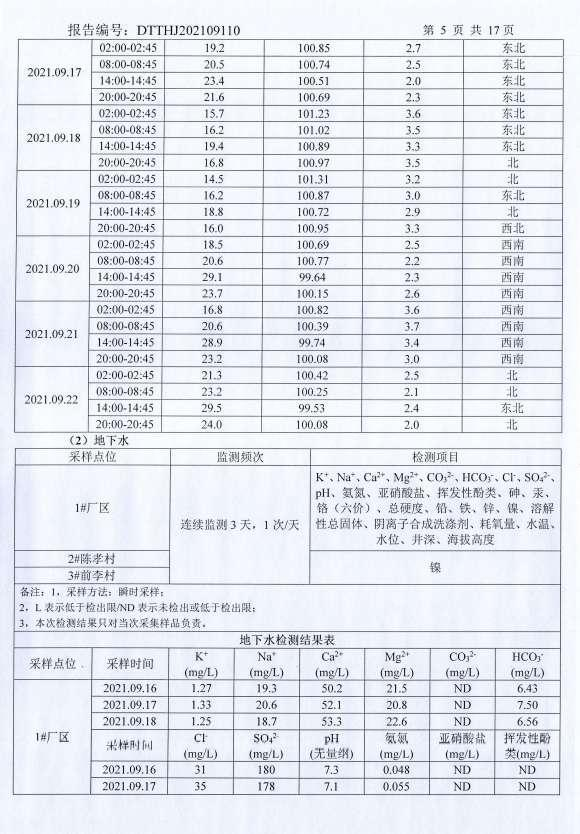 报告编号：DTTHJ202109110 第 5 页 共 17页
2021.09.17 02:00-02:45 19.2 100.85 2.7 东北
08:00-08:45 20.5 100.74 2.5 东北
14:00-14:45 23.4 100.51 2.0 东北
20:00-20:45 21.6 100.69 2.3 东北
2021.09.18 02:00-02:45 15.7 101.23 3.6 东北
08:00-08:45 16.2 101.02 3.5 东北
14:00-14:45 19.4 100.89 3.3 东北
20:00-20:45 16.8 100.97 3.5 北
2021.09.19 02:00-02:45 14.5 101.31 3.2 北
08:00-08:45 16.2 100.87 3.0 东北
14:00-14:45 18.8 100.72 2.9 北
20:00-20:45 16.0 100.95 3.3 西北
2021.09.20 02:00-02:45 18.5 100.69 2.5 西南
08:00-08:45 20.6 100.77 2.2 西南
14:00-14:45 29.1 99.64 2.3 西南
20:00-20:45 23.7 100.15 2.6 西南
2021.09.21 02:00-02:45 16.8 100.82 3.6 西南
08:00-08:45 20.6 100.39 3.7 西南
14:00-14:45 28.9 99.74 3.4 西南
20:00-20:45 23.2 100.08 3.0 西南
2021.09.22 02:00-02:45 21.3 100.42 2.5 北
08:00-08:45 23.2 100.25 2.1 北
14:00-14:45 29.5 99.53 2.4 东北
20:00-20:45 24.0 100.08 2.0 北
（2）地下水
采样点位 监测频次 检测项目
1#厂区 连续监测 3 天，1 次/天 K⁺、Na⁺、Ca²⁺、Mg²⁺、CO₃²⁻、HCO₃⁻、Cl⁻、SO₄²⁻、
pH、氨氮、亚硝酸盐、挥发性酚类、砷、汞、
铬（六价）、总硬度、铅、铁、锌、镍、溶解
性总固体、阴离子合成洗涤剂、耗氧量、水温、
水位、井深、海拔高度
2#陈孝村 镍
3#前李村
备注：1，采样方法：瞬时采样；
2，L 表示低于检出限/ND 表示未检出或低于检出限；
3，本次检测结果只对当次采集样品负责。
地下水检测结果表
采样点位 采样时间 K⁺ Na⁺ Ca²⁺ Mg²⁺ CO₃²⁻ HCO₃⁻
(mg/L) (mg/L) (mg/L) (mg/L) (mg/L) (mg/L)
1#厂区 2021.09.16 1.27 19.3 50.2 21.5 ND 6.43
2021.09.17 1.33 20.6 52.1 20.8 ND 7.50
2021.09.18 1.25 18.7 53.3 22.6 ND 6.56
采样时间 Cl⁻ SO₄²⁻ pH 氨氮 亚硝酸盐 挥发性酚
(mg/L) (mg/L) (无量纲) (mg/L) (mg/L) 类(mg/L)
2021.09.16 31 180 7.3 0.048 ND ND
2021.09.17 35 178 7.1 0.055 ND ND